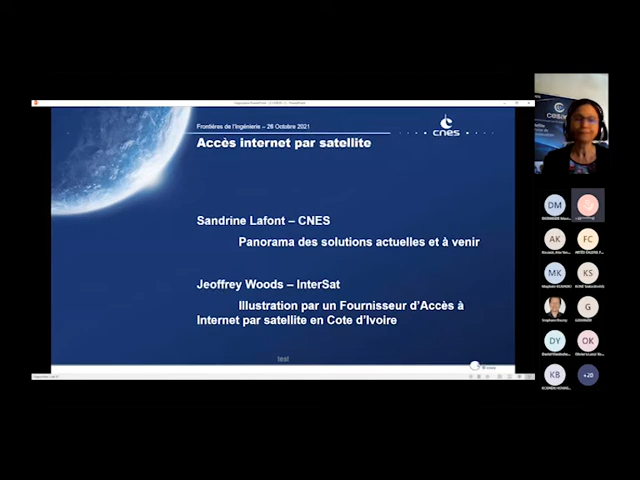 Frontières de l'Ingénierie – 28 Octobre 2021
cnes
Accès internet par satellite
Sandrine Lafont – CNES
Panorama des solutions actuelles et à venir
Jeoffrey Woods – InterSat
Illustration par un Fournisseur d'Accès à
Internet par satellite en Cote d'Ivoire
DM
AK
FC
MK
KS
G
DY
OK
KB
+20